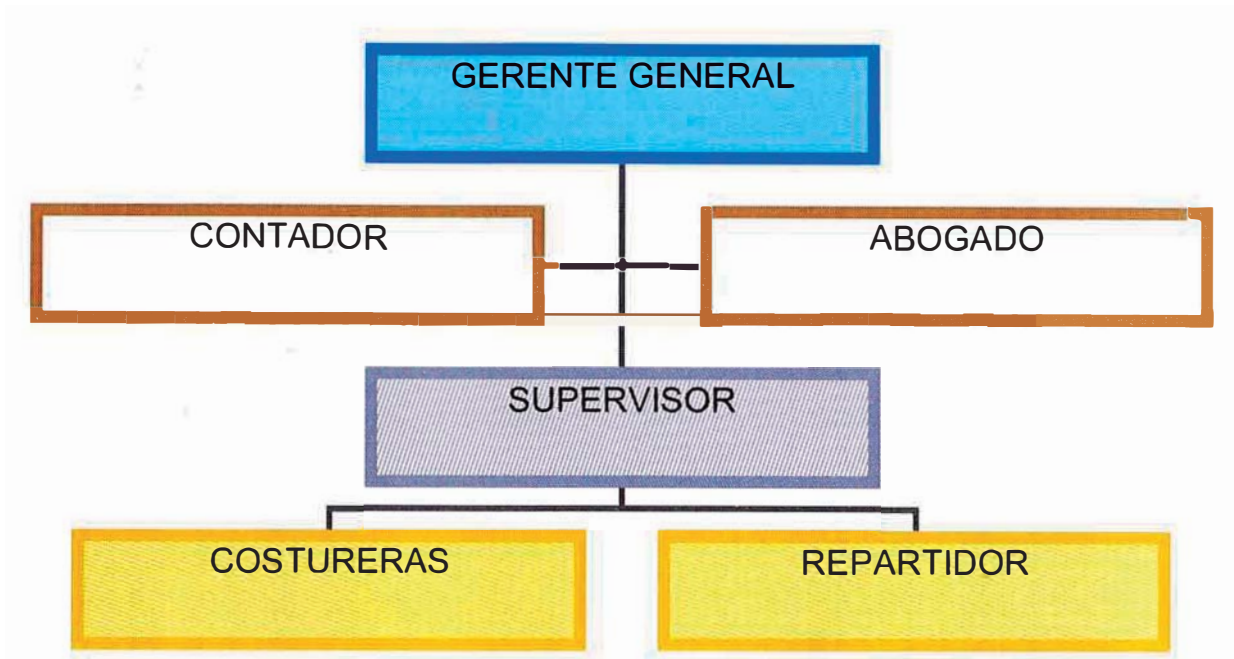 GERENTE GENERAL
CONTADOR
ABOGADO
SUPERVISOR
COSTURERAS
REPARTIDOR